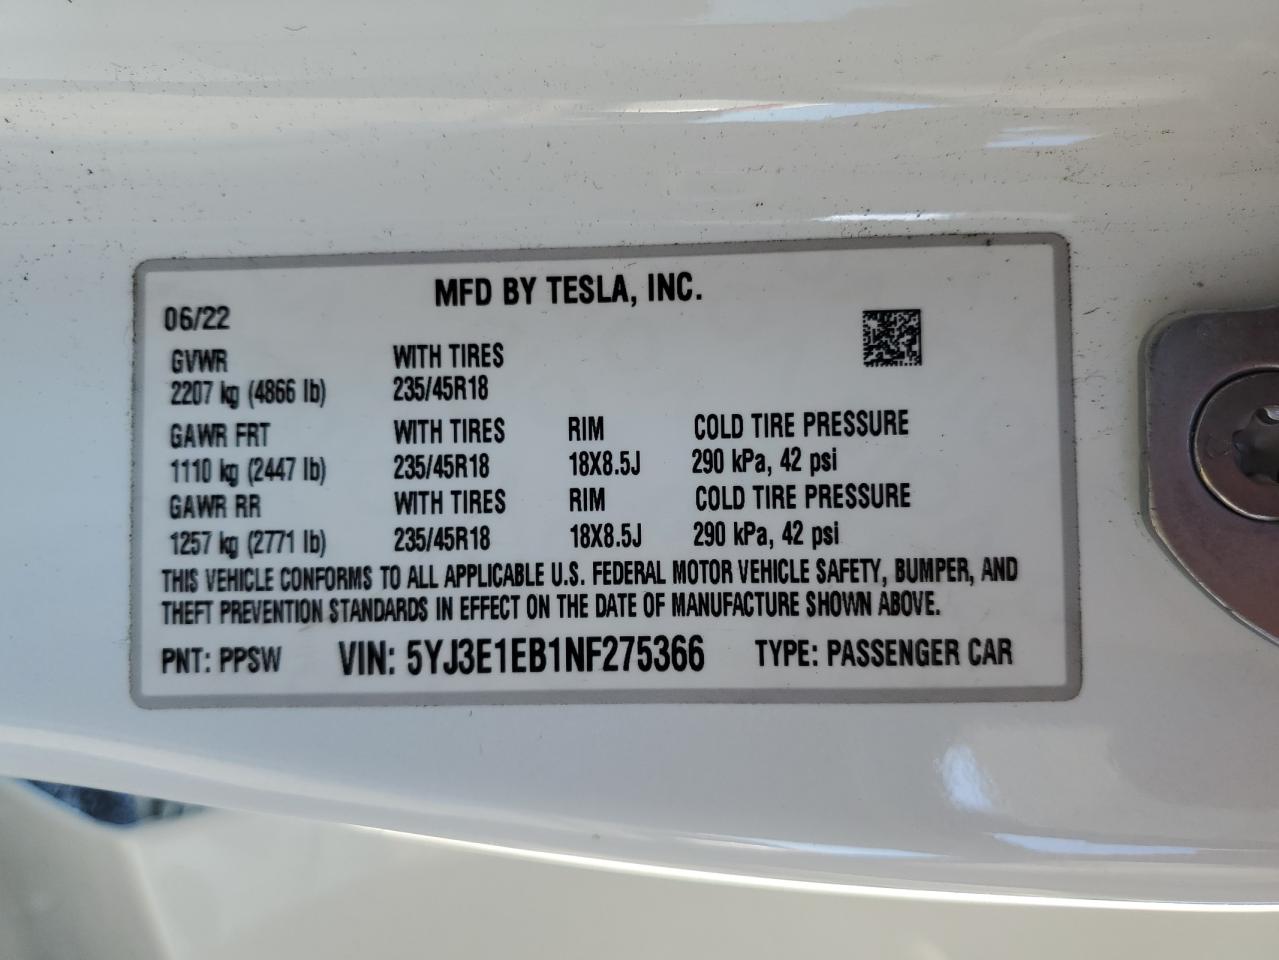 MFD BY TESLA, INC.
06/22
GVWR WITH TIRES
2207 kg (4866 lb) 235/45R18
GAWR FRT WITH TIRES RIM COLD TIRE PRESSURE
1110 kg (2447 lb) 235/45R18 18X8.5J 290 kPa, 42 psi
GAWR RR WITH TIRES RIM COLD TIRE PRESSURE
1257 kg (2771 lb) 235/45R18 18X8.5J 290 kPa, 42 psi
THIS VEHICLE CONFORMS TO ALL APPLICABLE U.S. FEDERAL MOTOR VEHICLE SAFETY, BUMPER, AND
THEFT PREVENTION STANDARDS IN EFFECT ON THE DATE OF MANUFACTURE SHOWN ABOVE.
PNT: PPSW VIN: 5YJ3E1EB1NF275366 TYPE: PASSENGER CAR